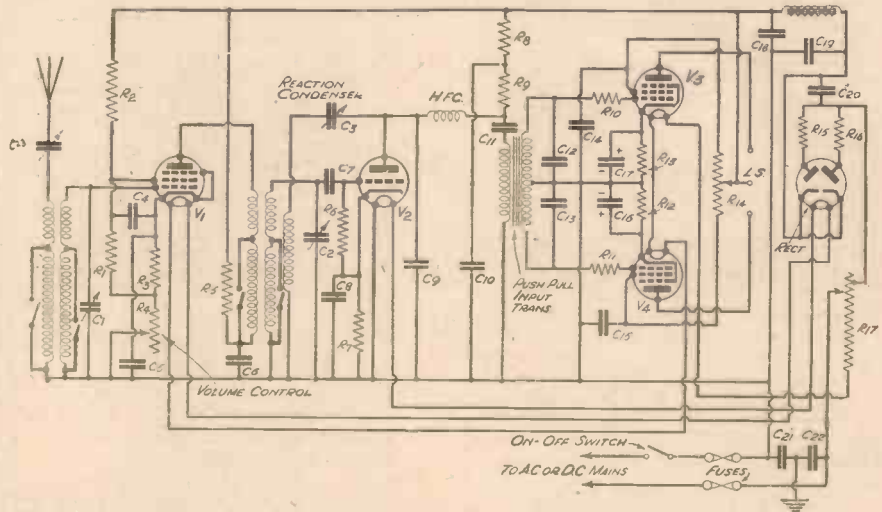 C23
R2
C4
V1
R1
R3
R4
C1
C5
VOLUME CONTROL
R5
C6
REACTION
CONDENSER
C3
C7
R6
C2
V2
C8
R7
C9
H.F.C.
R8
R9
C11
C10
PUSH PULL
INPUT
TRANS
C12
C13
C14
R10
R11
C15
C17
C16
R13
R12
V3
V4
R14
L.S.
C18
C19
C20
R15
R16
RECT
R17
ON-OFF SWITCH
TO AC OR D.C MAINS
FUSES
C21
C22